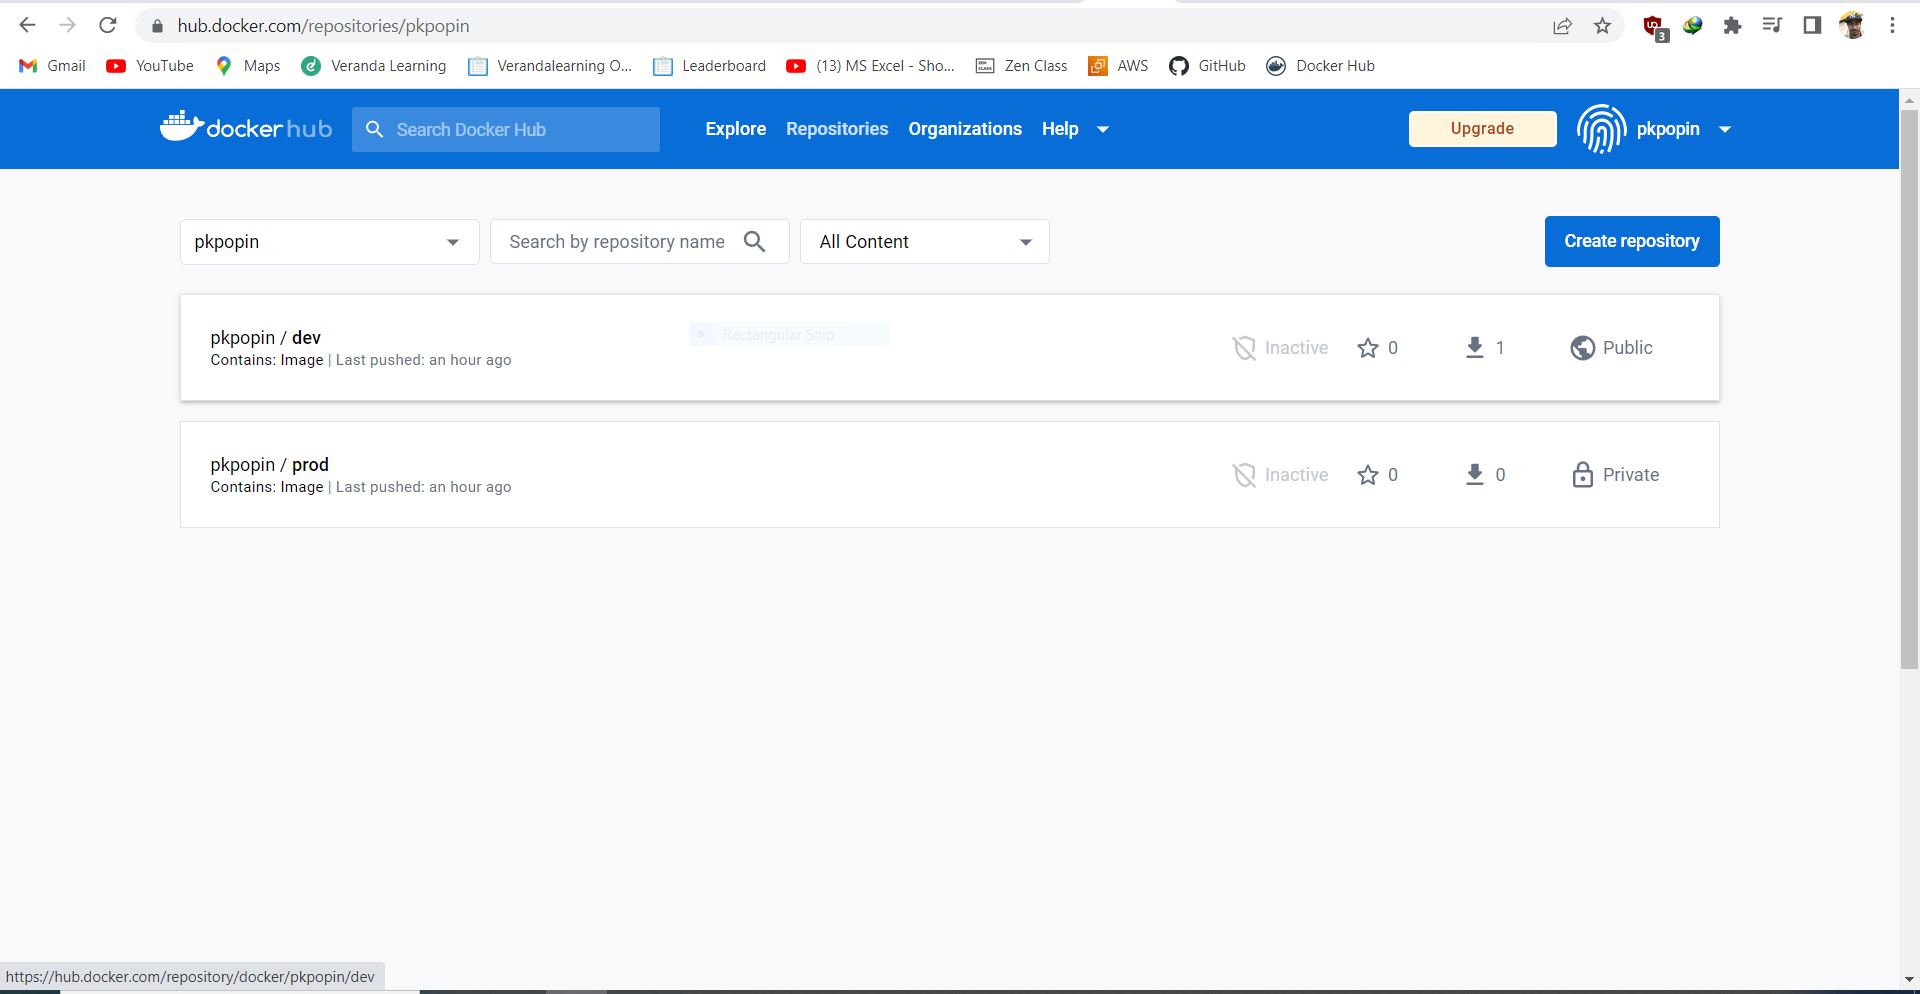 hub.docker.com/repositories/pkpopin
3
Gmail YouTube Maps Veranda Learning Verandalearning O... Leaderboard (13) MS Excel - Sho... Zen Class AWS GitHub Docker Hub
docker hub Search Docker Hub Explore Repositories Organizations Help Upgrade pkpopin
pkpopin Search by repository name All Content Create repository
pkpopin / dev
Contains: Image | Last pushed: an hour ago
Rectangular Snip
Inactive 0 1 Public
pkpopin / prod
Contains: Image | Last pushed: an hour ago
Inactive 0 0 Private
https://hub.docker.com/repository/docker/pkpopin/dev